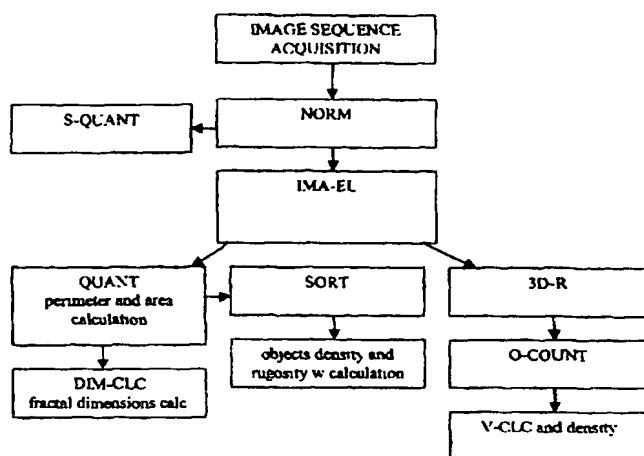 IMAGE SEQUENCE
ACQUISITION
S-QUANT
NORM
IMA-EL
QUANT
perimeter and area
calculation
SORT
3D-R
objects density and
rugosity w calculation
O-COUNT
DIM-CLC
fractal dimensions calc
V-CLC and density